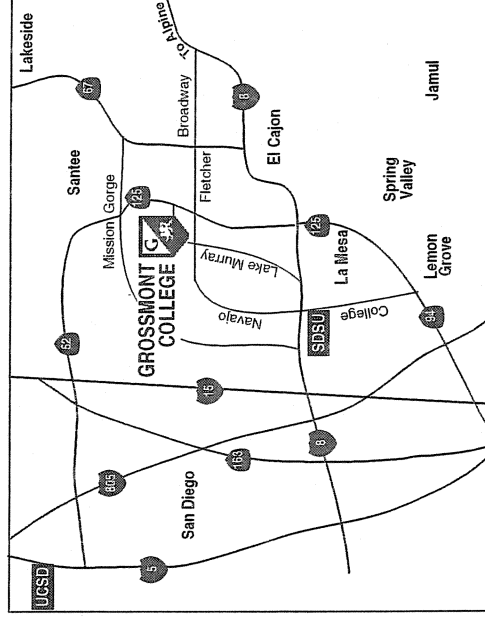 UCSD
Lakeside
52
67
Santee
805
15
Mission Gorge
125
To Alpine
GROSSMONT
COLLEGE
G
5
San Diego
163
Navajo
Lake Murray
Fletcher
Broadway
8
El Cajon
8
SDSU
La Mesa
125
College
Spring
Valley
Jamul
Lemon
Grove
94